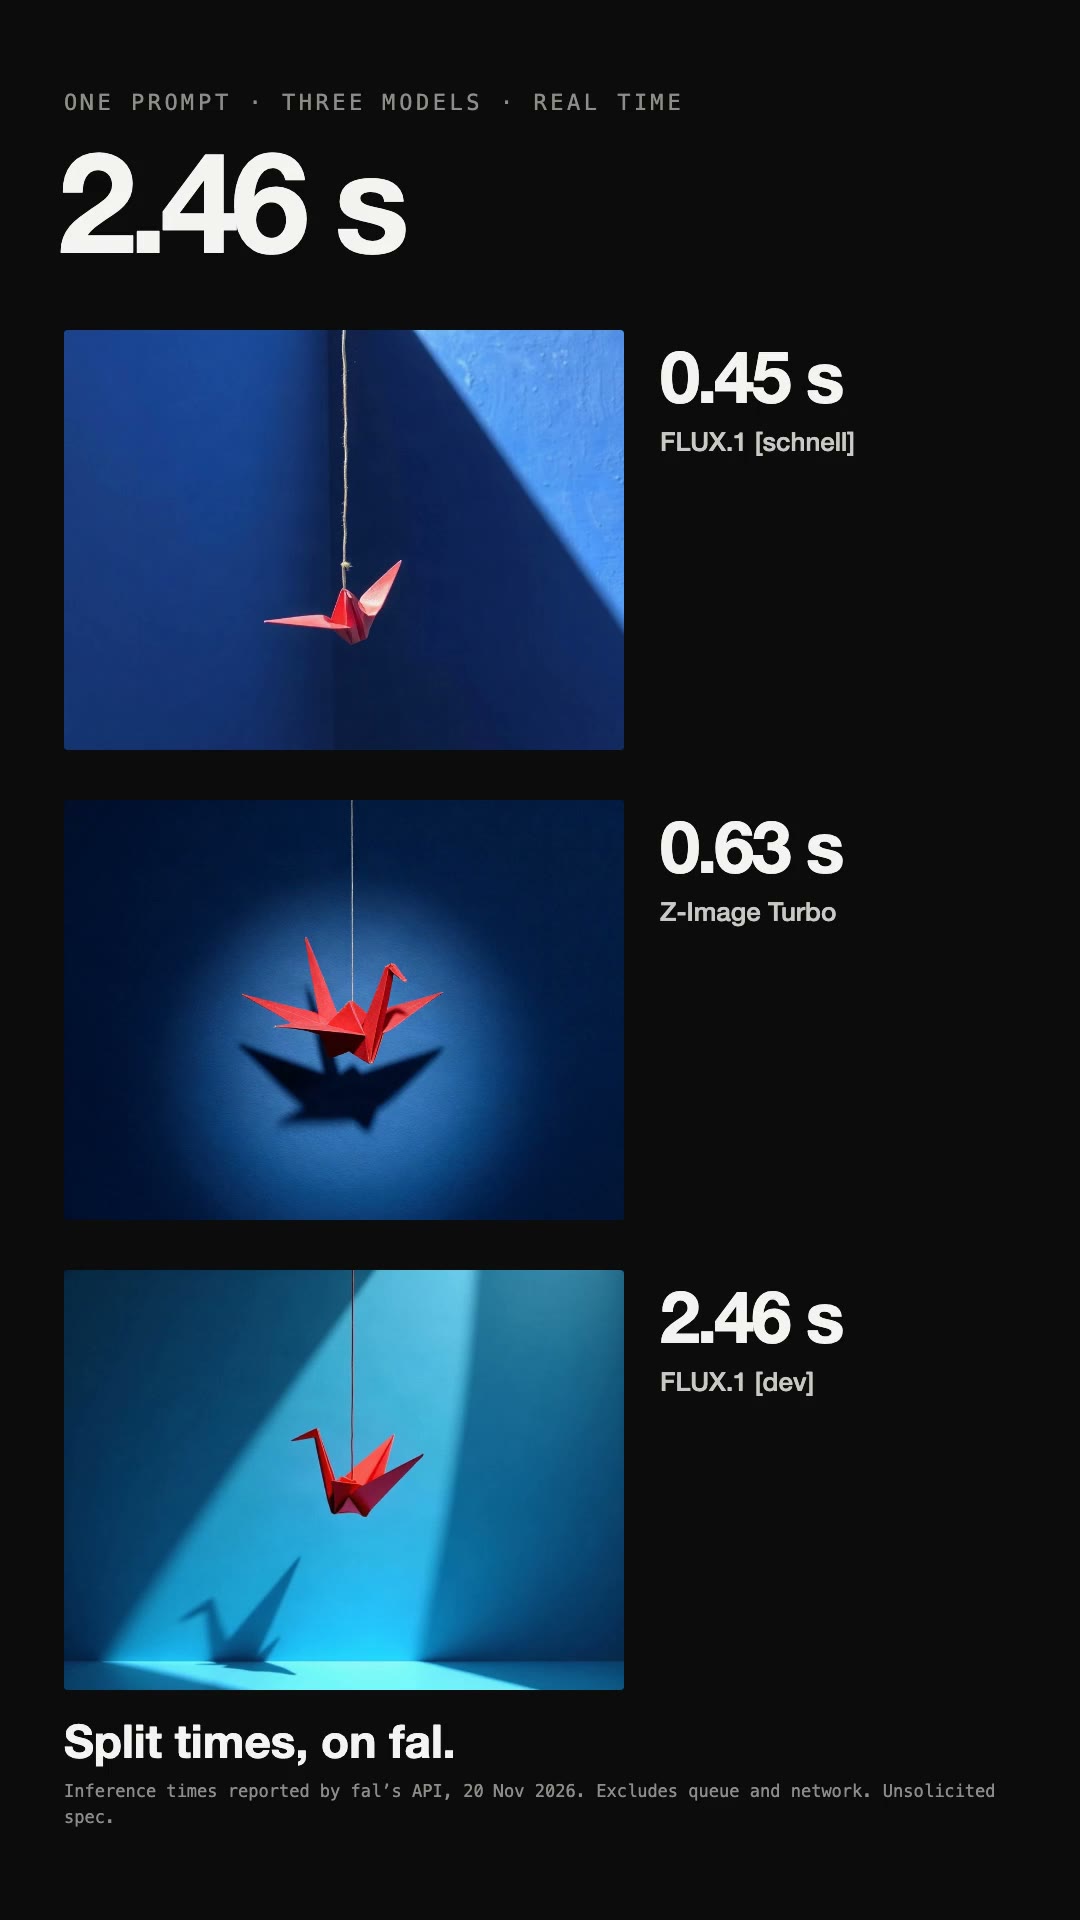 ONE PROMPT · THREE MODELS · REAL TIME
2.46 s
0.45 s
FLUX.1 [schnell]
0.63 s
Z-Image Turbo
2.46 s
FLUX.1 [dev]
Split times, on fal.
Inference times reported by fal’s API, 20 Nov 2026. Excludes queue and network. Unsolicited
spec.